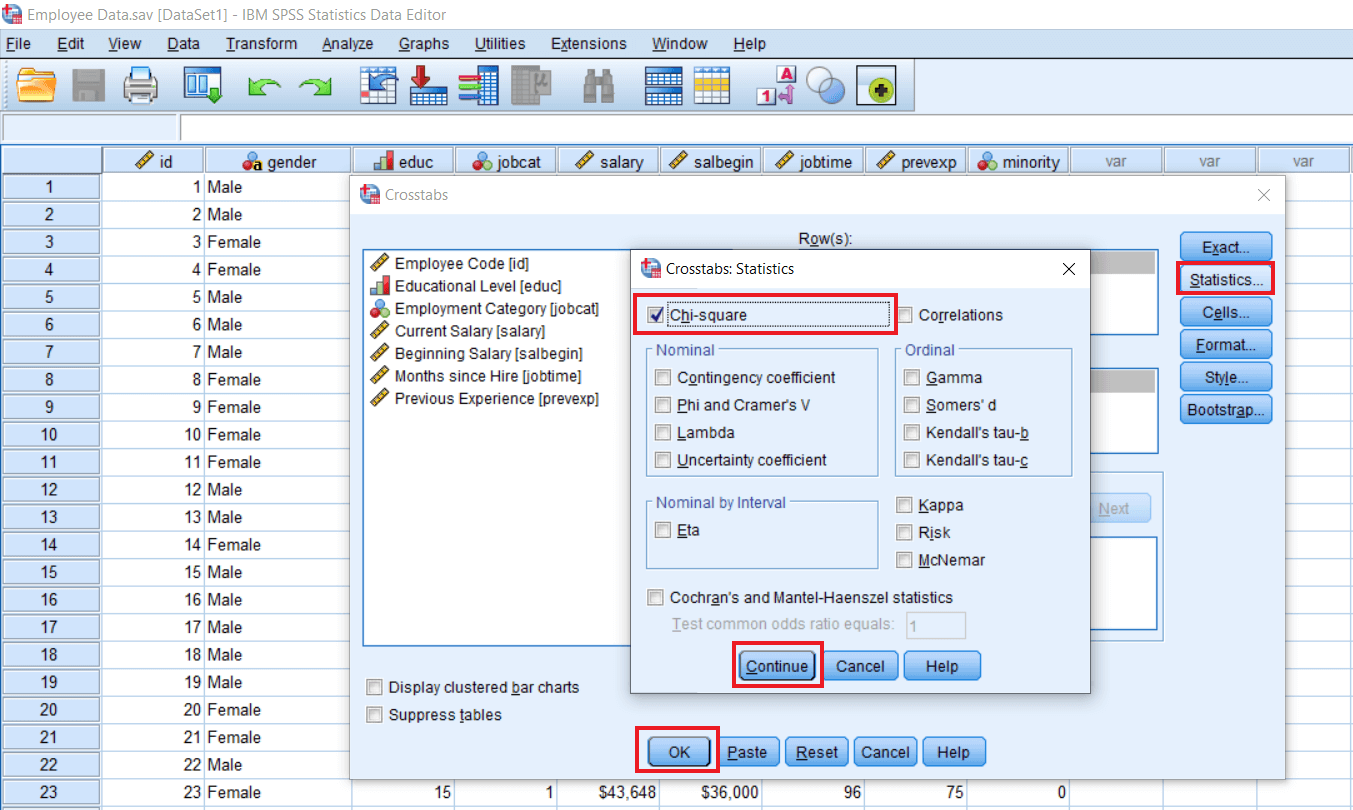 Employee Data.sav [DataSet1] - IBM SPSS Statistics Data Editor
File Edit View Data Transform Analyze Graphs Utilities Extensions Window Help
id gender educ jobcat salary salbegin jobtime prevexp minority var var var
1 1 Male
2 2 Male
3 3 Female
4 4 Female
5 5 Male
6 6 Male
7 7 Male
8 8 Female
9 9 Female
10 10 Female
11 11 Female
12 12 Male
13 13 Male
14 14 Female
15 15 Male
16 16 Male
17 17 Male
18 18 Male
19 19 Male
20 20 Female
21 21 Female
22 22 Male
23 23 Female 15 1 $43,648 $36,000 96 75 0
Crosstabs
Row(s):
Employee Code [id]
Educational Level [educ]
Employment Category [jobcat]
Current Salary [salary]
Beginning Salary [salbegin]
Months since Hire [jobtime]
Previous Experience [prevexp]
Exact...
Statistics...
Cells...
Format...
Style...
Bootstrap...
Next
Display clustered bar charts
Suppress tables
OK Paste Reset Cancel Help
Crosstabs: Statistics
Chi-square Correlations
Nominal
Contingency coefficient
Phi and Cramer's V
Lambda
Uncertainty coefficient
Ordinal
Gamma
Somers' d
Kendall's tau-b
Kendall's tau-c
Nominal by Interval
Eta
Kappa
Risk
McNemar
Cochran's and Mantel-Haenszel statistics
Test common odds ratio equals: 1
Continue Cancel Help